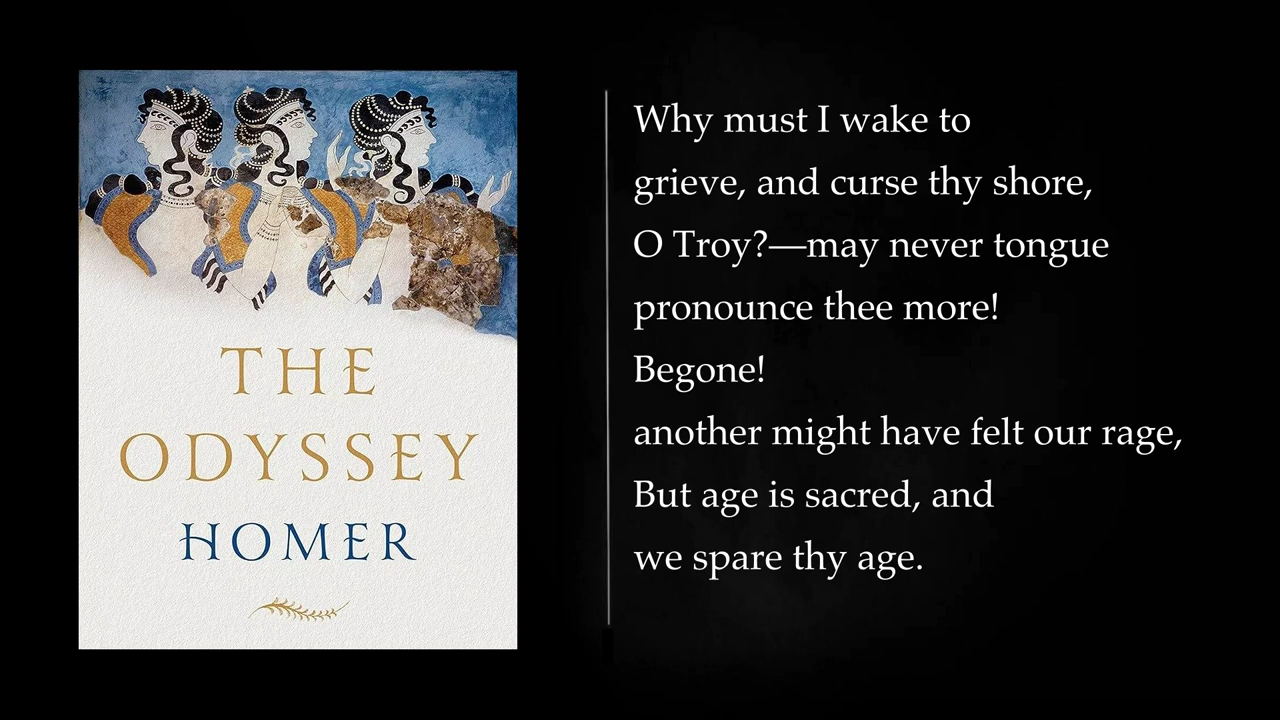 THE
ODYSSEY
HOMER
Why must I wake to
grieve, and curse thy shore,
O Troy?—may never tongue
pronounce thee more!
Begone!
another might have felt our rage,
But age is sacred, and
we spare thy age.